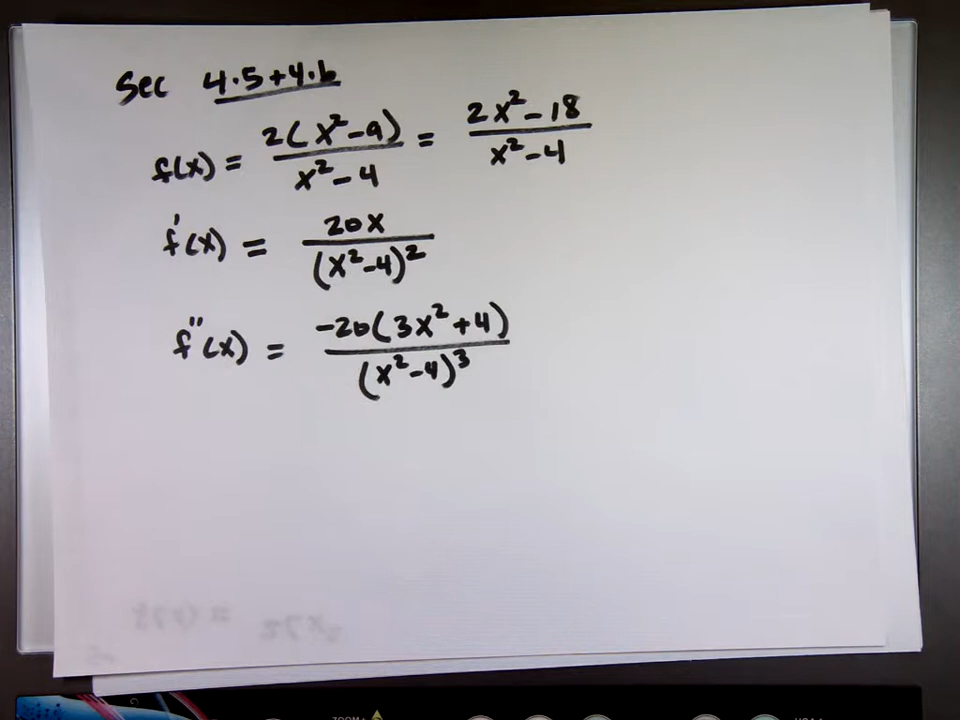 Sec 4.5+4.6
f(x) = 2(x²-9)/(x²-4) = (2x²-18)/(x²-4)
f'(x) = 20x/(x²-4)²
f''(x) = -20(3x²+4)/(x²-4)³